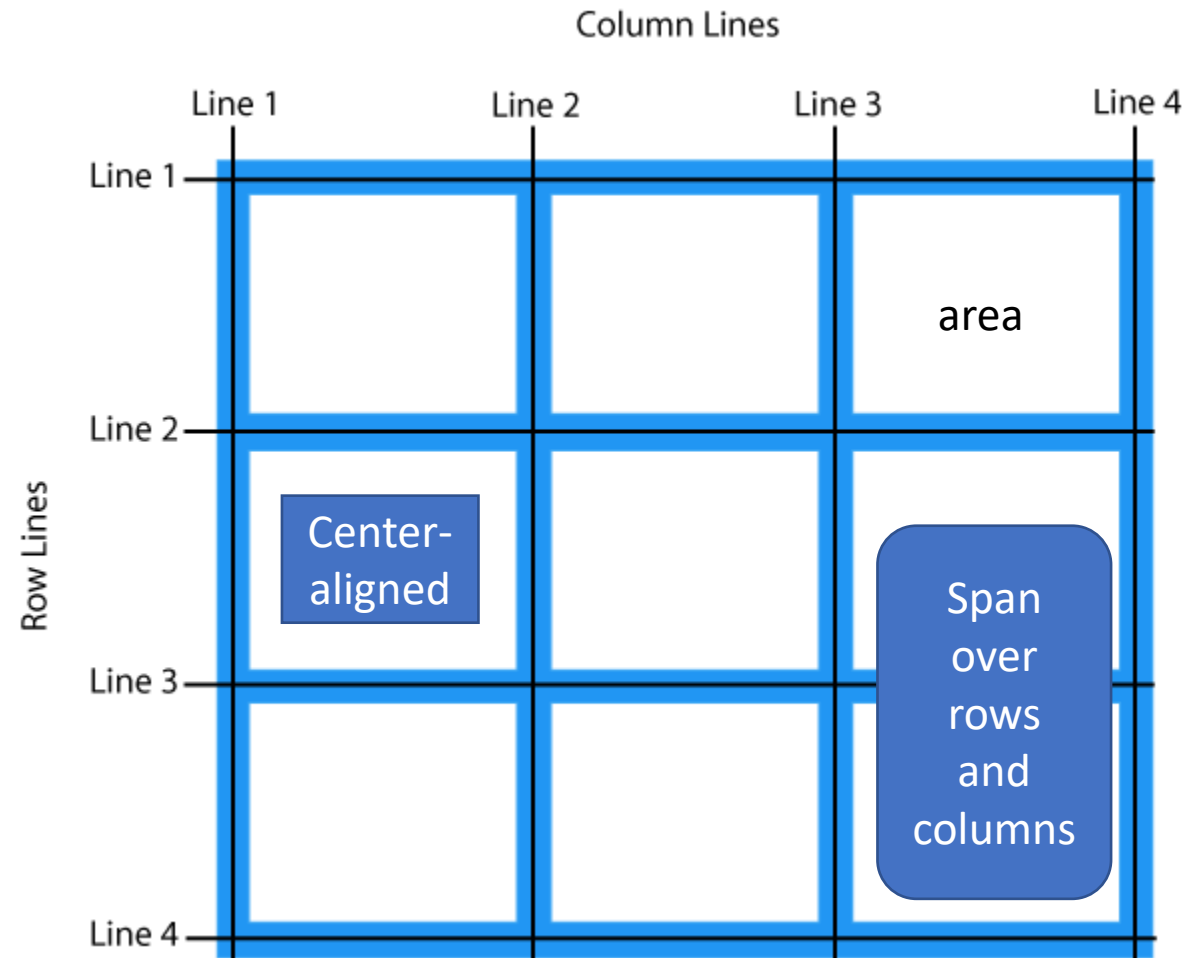 Column Lines
Line 1 Line 2 Line 3 Line 4
Line 1
area
Line 2
Row Lines
Center-
aligned
Span
over
rows
and
columns
Line 3
Line 4